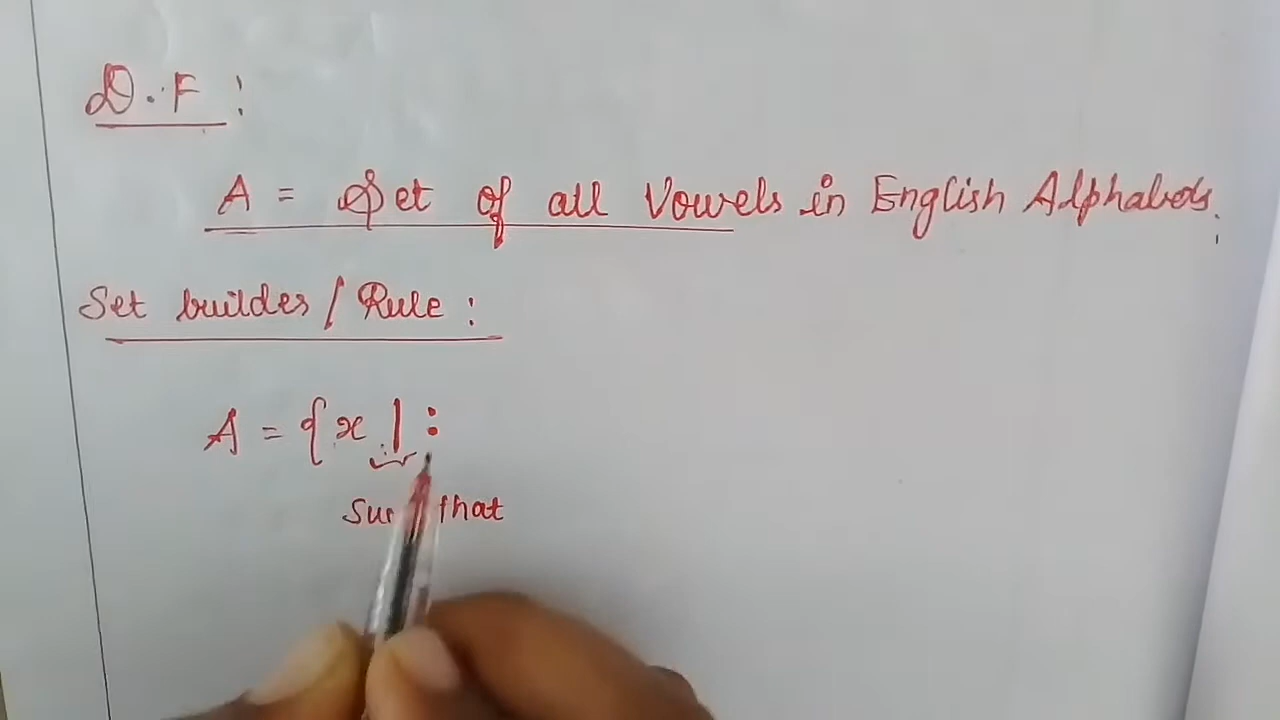 D.F :
A = Set of all Vowels in English Alphabets.
Set builder / Rule :
A = { x | :
that